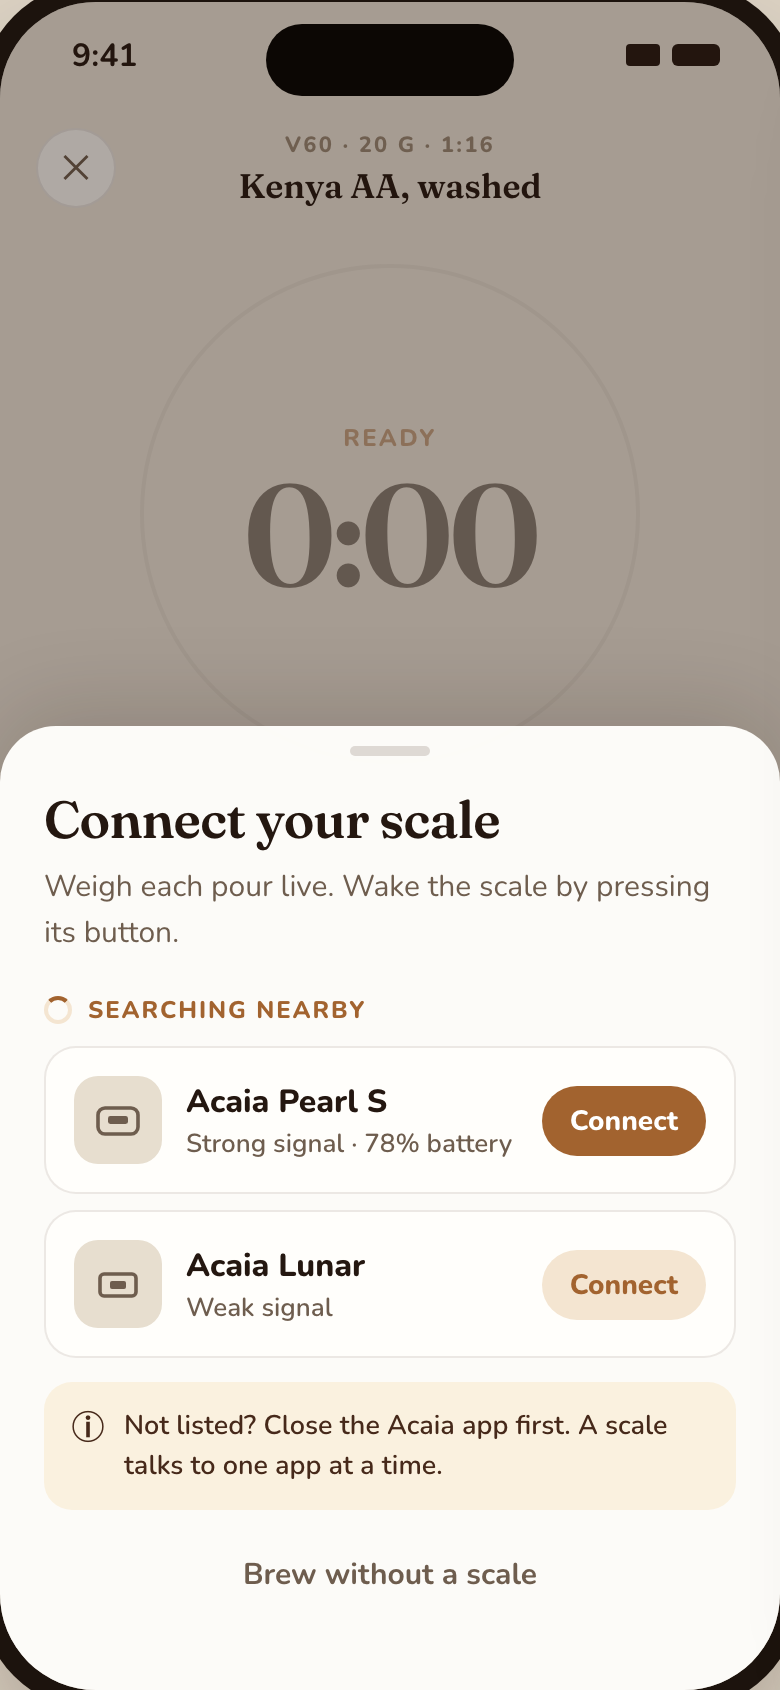 9:41
V60 · 20 G · 1:16
Kenya AA, washed
READY
0:00
Connect your scale
Weigh each pour live. Wake the scale by pressing
its button.
SEARCHING NEARBY
Acaia Pearl S
Strong signal · 78% battery
Connect
Acaia Lunar
Weak signal
Connect
Not listed? Close the Acaia app first. A scale
talks to one app at a time.
Brew without a scale